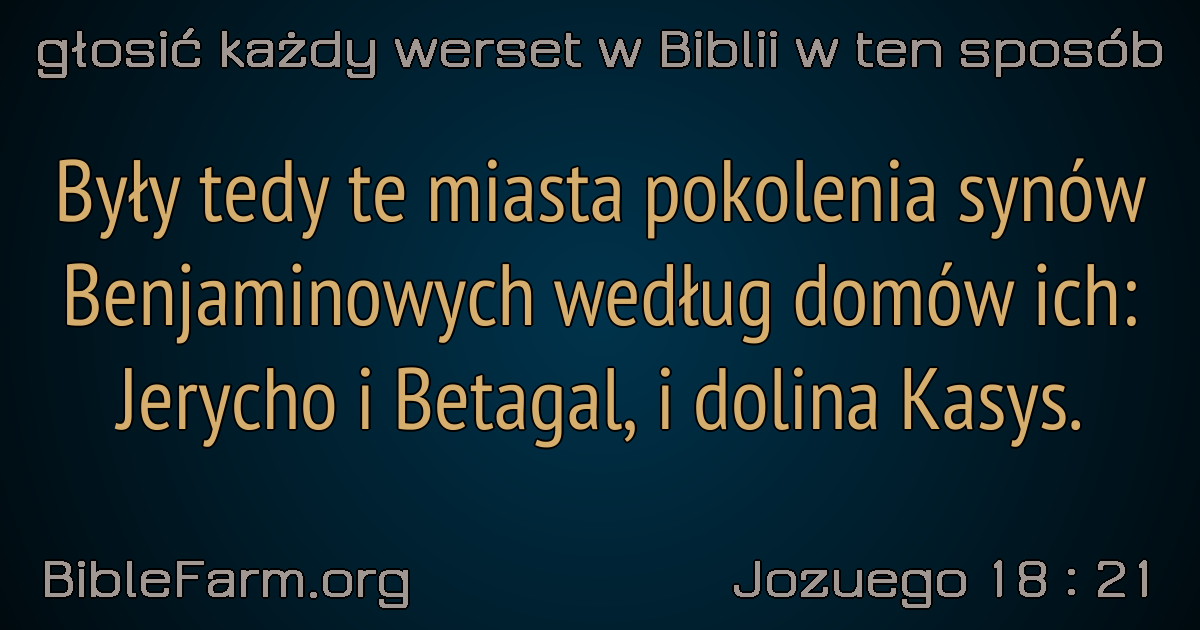 głosić każdy werset w Biblii w ten sposób
Były tedy te miasta pokolenia synów
Benjaminowych według domów ich:
Jerycho i Betagal, i dolina Kasys.
BibleFarm.org
Jozuego 18 : 21